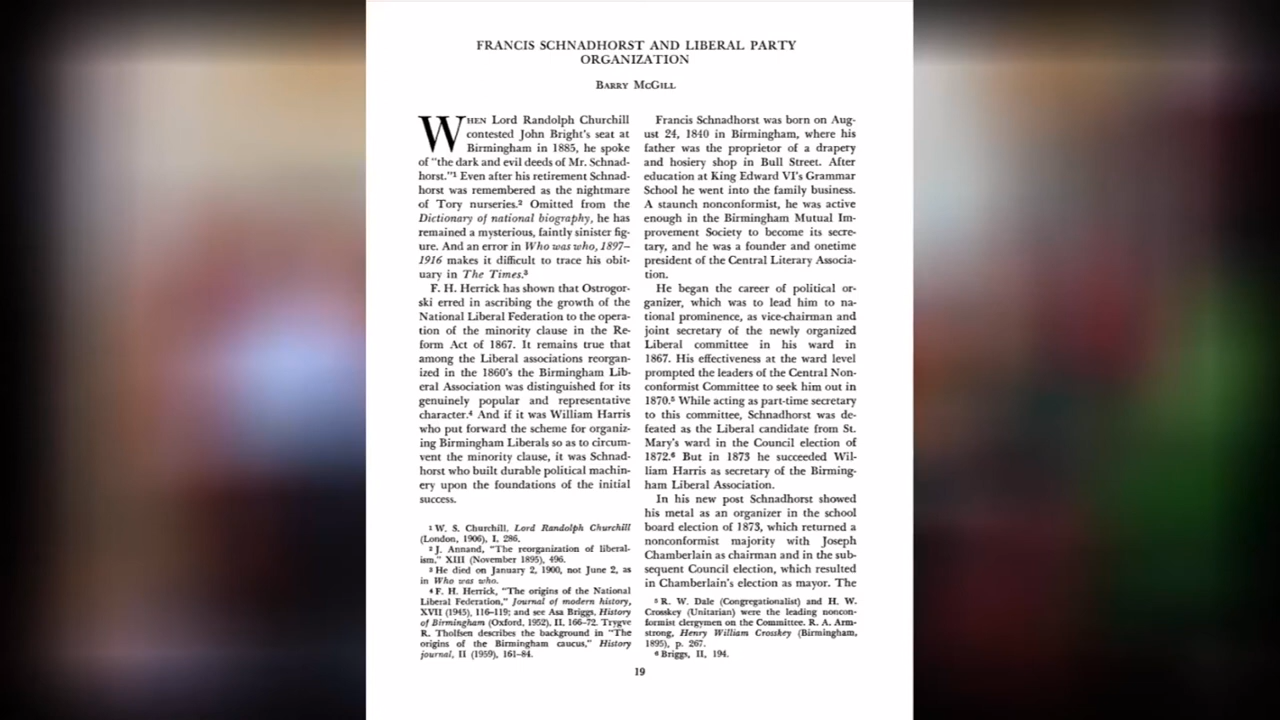 FRANCIS SCHNADHORST AND LIBERAL PARTY
ORGANIZATION
BARRY MCGILL
WHEN Lord Randolph Churchill
contested John Bright's seat at
Birmingham in 1885, he spoke
of "the dark and evil deeds of Mr. Schnad-
horst."¹ Even after his retirement Schnad-
horst was remembered as the nightmare
of Tory nurseries.² Omitted from the
Dictionary of national biography, he has
remained a mysterious, faintly sinister fig-
ure. And an error in Who was who, 1897–
1916 makes it difficult to trace his obit-
uary in The Times.³
F. H. Herrick has shown that Ostrogor-
ski erred in ascribing the growth of the
National Liberal Federation to the opera-
tion of the minority clause in the Re-
form Act of 1867. It remains true that
among the Liberal associations reorgan-
ized in the 1860's the Birmingham Lib-
eral Association was distinguished for its
genuinely popular and representative
character.⁴ And if it was William Harris
who put forward the scheme for organiz-
ing Birmingham Liberals so as to circum-
vent the minority clause, it was Schnad-
horst who built durable political machin-
ery upon the foundations of the initial
success.
¹ W. S. Churchill, Lord Randolph Churchill
(London, 1906), I, 286.
² J. Annand, "The reorganization of liberal-
ism," XIII (November 1895), 496.
³ He died on January 2, 1900, not June 2, as
in Who was who.
⁴ F. H. Herrick, "The origins of the National
Liberal Federation," Journal of modern history,
XVII (1945), 116–119; and see Asa Briggs, History
of Birmingham (Oxford, 1952), II, 166–72. Trygve
R. Tholfsen describes the background in "The
origins of the Birmingham caucus," History
journal, II (1959), 161–84.
Francis Schnadhorst was born on Aug-
ust 24, 1840 in Birmingham, where his
father was the proprietor of a drapery
and hosiery shop in Bull Street. After
education at King Edward VI's Grammar
School he went into the family business.
A staunch nonconformist, he was active
enough in the Birmingham Mutual Im-
provement Society to become its secre-
tary, and he was a founder and onetime
president of the Central Literary Associa-
tion.
He began the career of political or-
ganizer, which was to lead him to na-
tional prominence, as vice-chairman and
joint secretary of the newly organized
Liberal committee in his ward in
1867. His effectiveness at the ward level
prompted the leaders of the Central Non-
conformist Committee to seek him out in
1870.⁵ While acting as part-time secretary
to this committee, Schnadhorst was de-
feated as the Liberal candidate from St.
Mary's ward in the Council election of
1872.⁶ But in 1873 he succeeded Wil-
liam Harris as secretary of the Birming-
ham Liberal Association.
In his new post Schnadhorst showed
his metal as an organizer in the school
board election of 1873, which returned a
nonconformist majority with Joseph
Chamberlain as chairman and in the sub-
sequent Council election, which resulted
in Chamberlain's election as mayor. The
⁵ R. W. Dale (Congregationalist) and H. W.
Crosskey (Unitarian) were the leading noncon-
formist clergymen on the Committee. R. A. Arm-
strong, Henry William Crosskey (Birmingham,
1895), p. 267.
⁶ Briggs, II, 194.
19